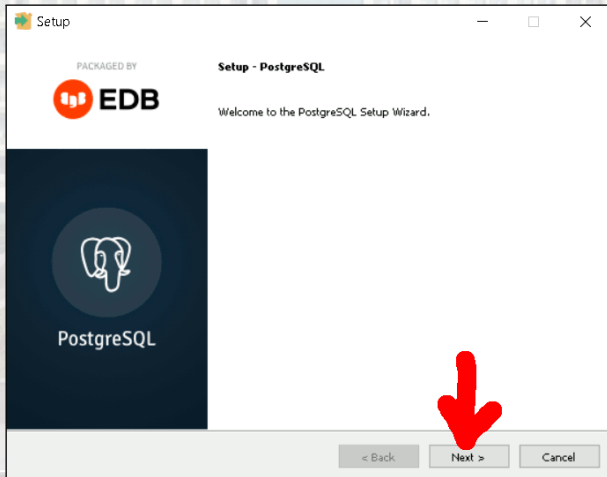 Setup
PACKAGED BY
EDB
Setup - PostgreSQL
Welcome to the PostgreSQL Setup Wizard.
PostgreSQL
< Back
Next >
Cancel